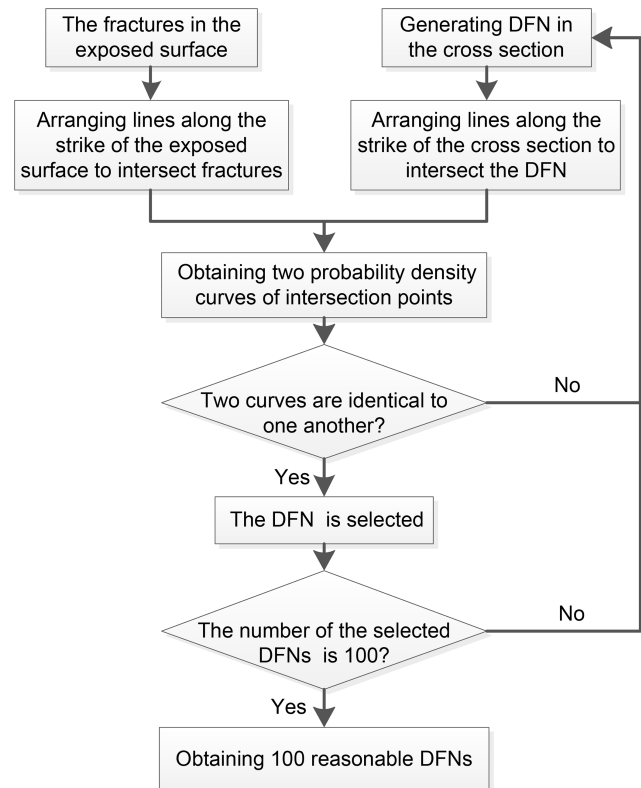 The fractures in the
exposed surface
Generating DFN in
the cross section
Arranging lines along the
strike of the exposed
surface to intersect fractures
Arranging lines along the
strike of the cross section to
intersect the DFN
Obtaining two probability density
curves of intersection points
Two curves are identical to
one another?
No
Yes
The DFN is selected
The number of the selected
DFNs is 100?
No
Yes
Obtaining 100 reasonable DFNs